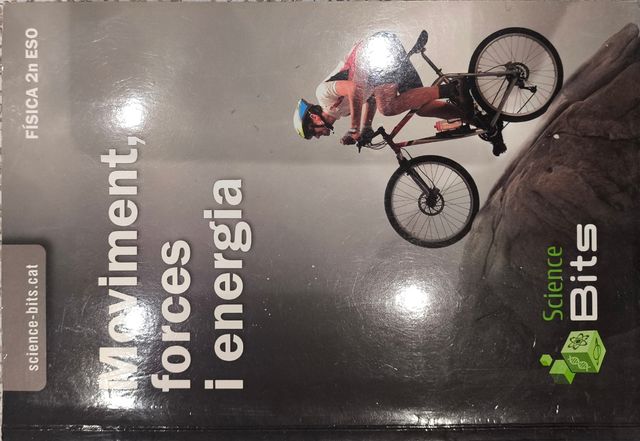 science-bits.cat
FÍSICA 2n ESO
Moviment,
forces
i energia
Science
Bits